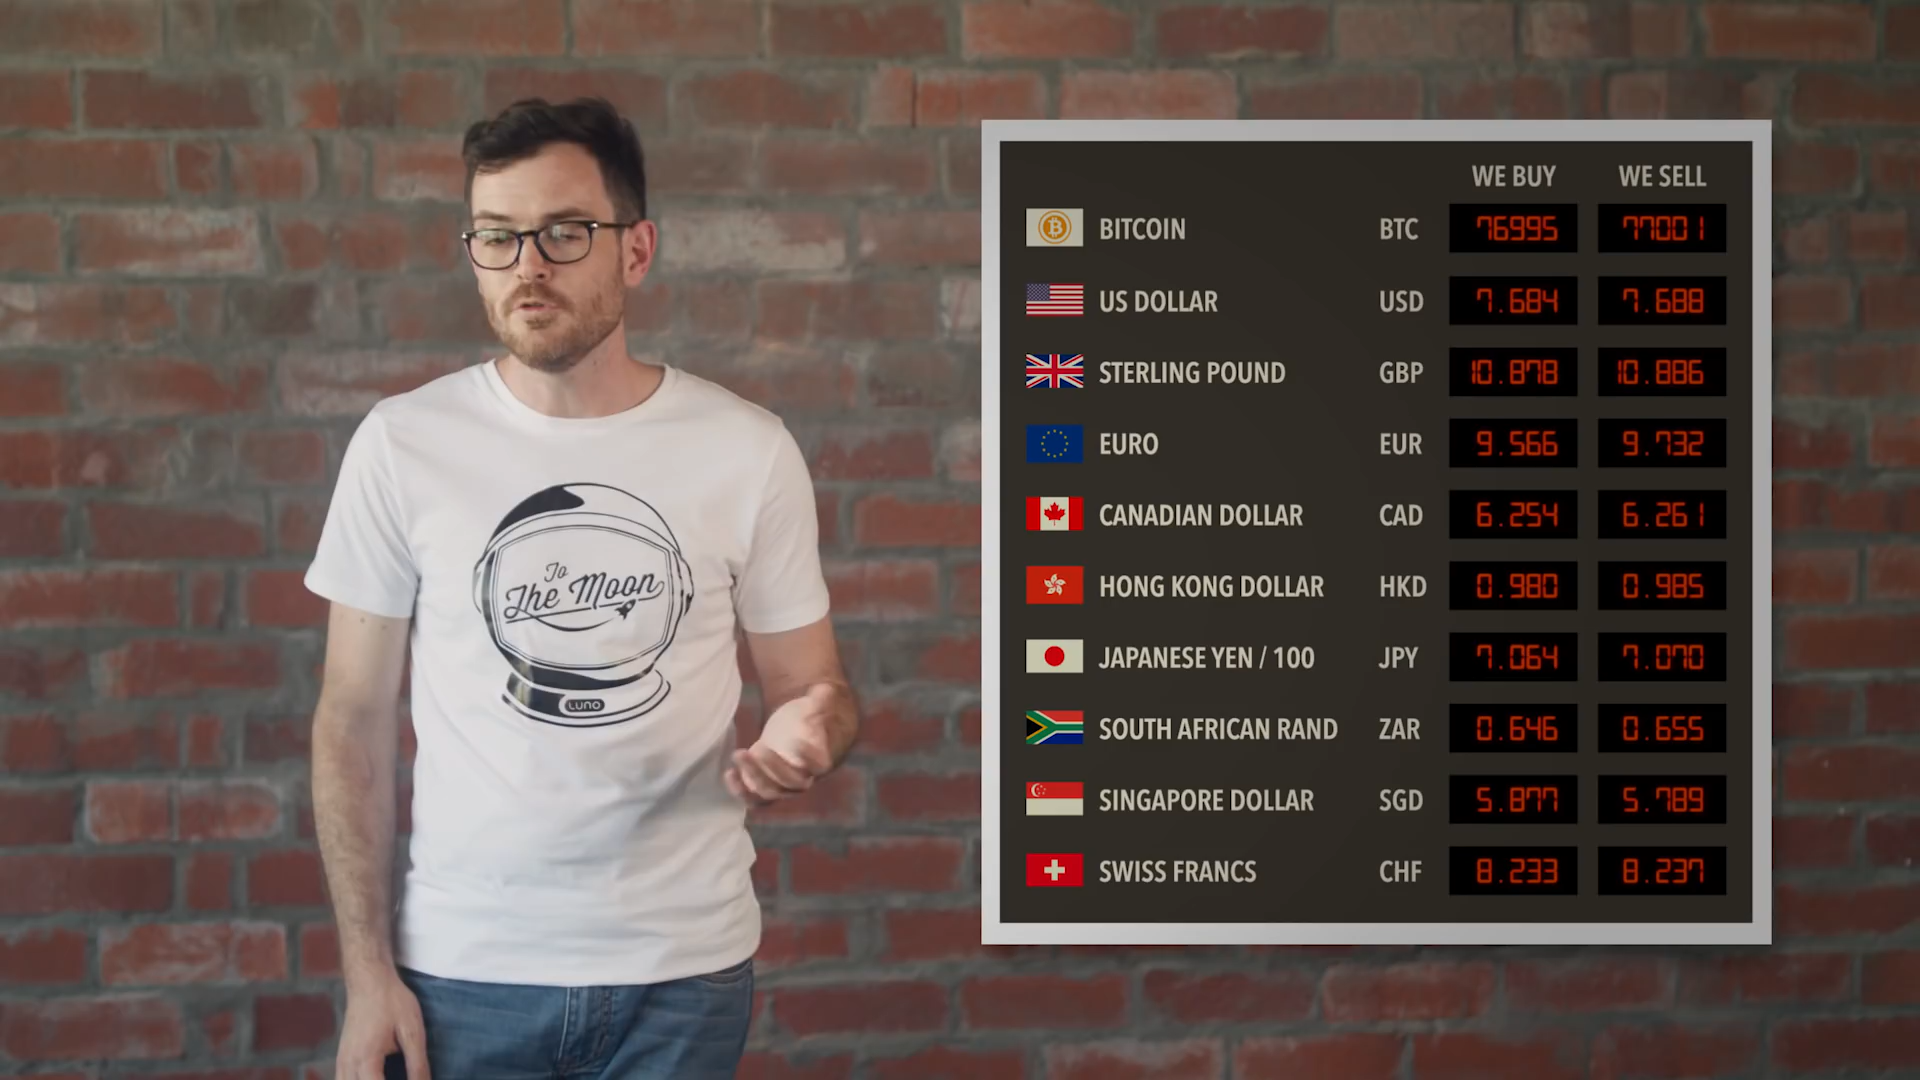 To
The Moon
LUNO
WE BUY WE SELL
BITCOIN BTC 76995 77001
US DOLLAR USD 7.684 7.688
STERLING POUND GBP 10.878 10.886
EURO EUR 9.566 9.732
CANADIAN DOLLAR CAD 6.254 6.261
HONG KONG DOLLAR HKD 0.980 0.985
JAPANESE YEN / 100 JPY 7.064 7.070
SOUTH AFRICAN RAND ZAR 0.646 0.655
SINGAPORE DOLLAR SGD 5.877 5.789
SWISS FRANCS CHF 8.233 8.237